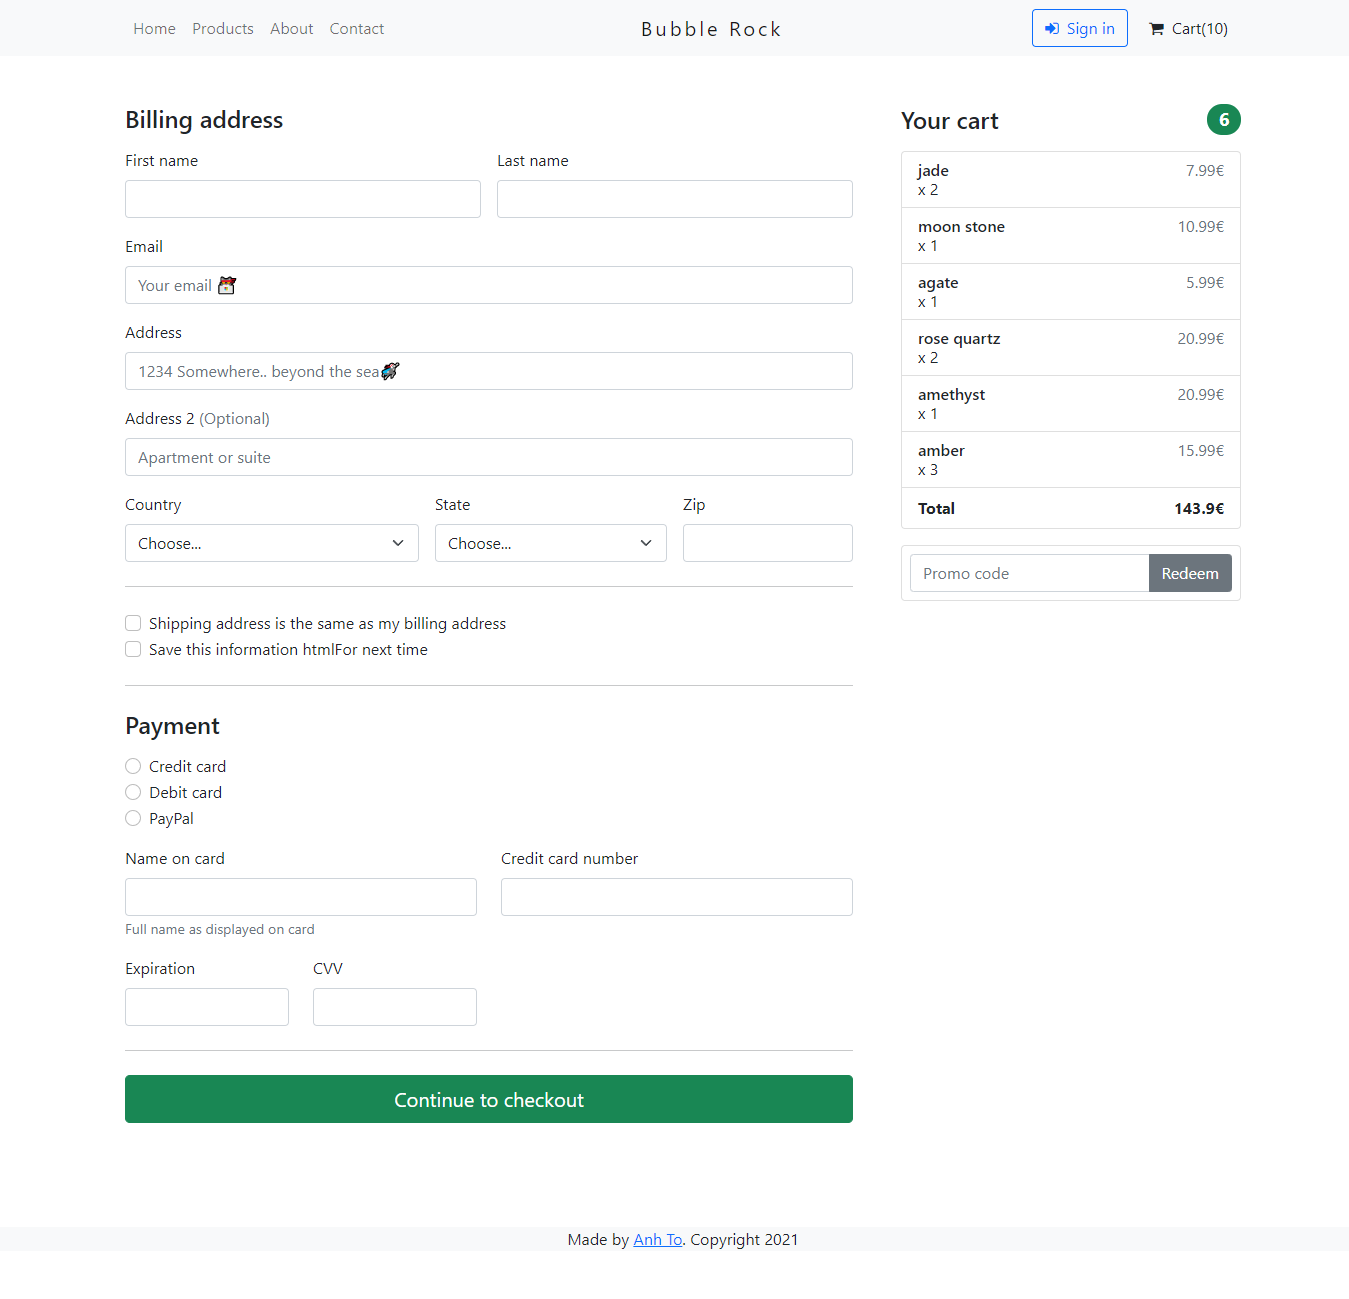 Home Products About Contact Bubble Rock Sign in Cart(10)
Billing address
First name Last name
Email
Your email
Address
1234 Somewhere.. beyond the sea
Address 2 (Optional)
Apartment or suite
Country State Zip
Choose... Choose...
Shipping address is the same as my billing address
Save this information htmlFor next time
Payment
Credit card
Debit card
PayPal
Name on card Credit card number
Full name as displayed on card
Expiration CVV
Continue to checkout
Your cart 6
jade 7.99€
x 2
moon stone 10.99€
x 1
agate 5.99€
x 1
rose quartz 20.99€
x 2
amethyst 20.99€
x 1
amber 15.99€
x 3
Total 143.9€
Promo code Redeem
Made by Anh To. Copyright 2021